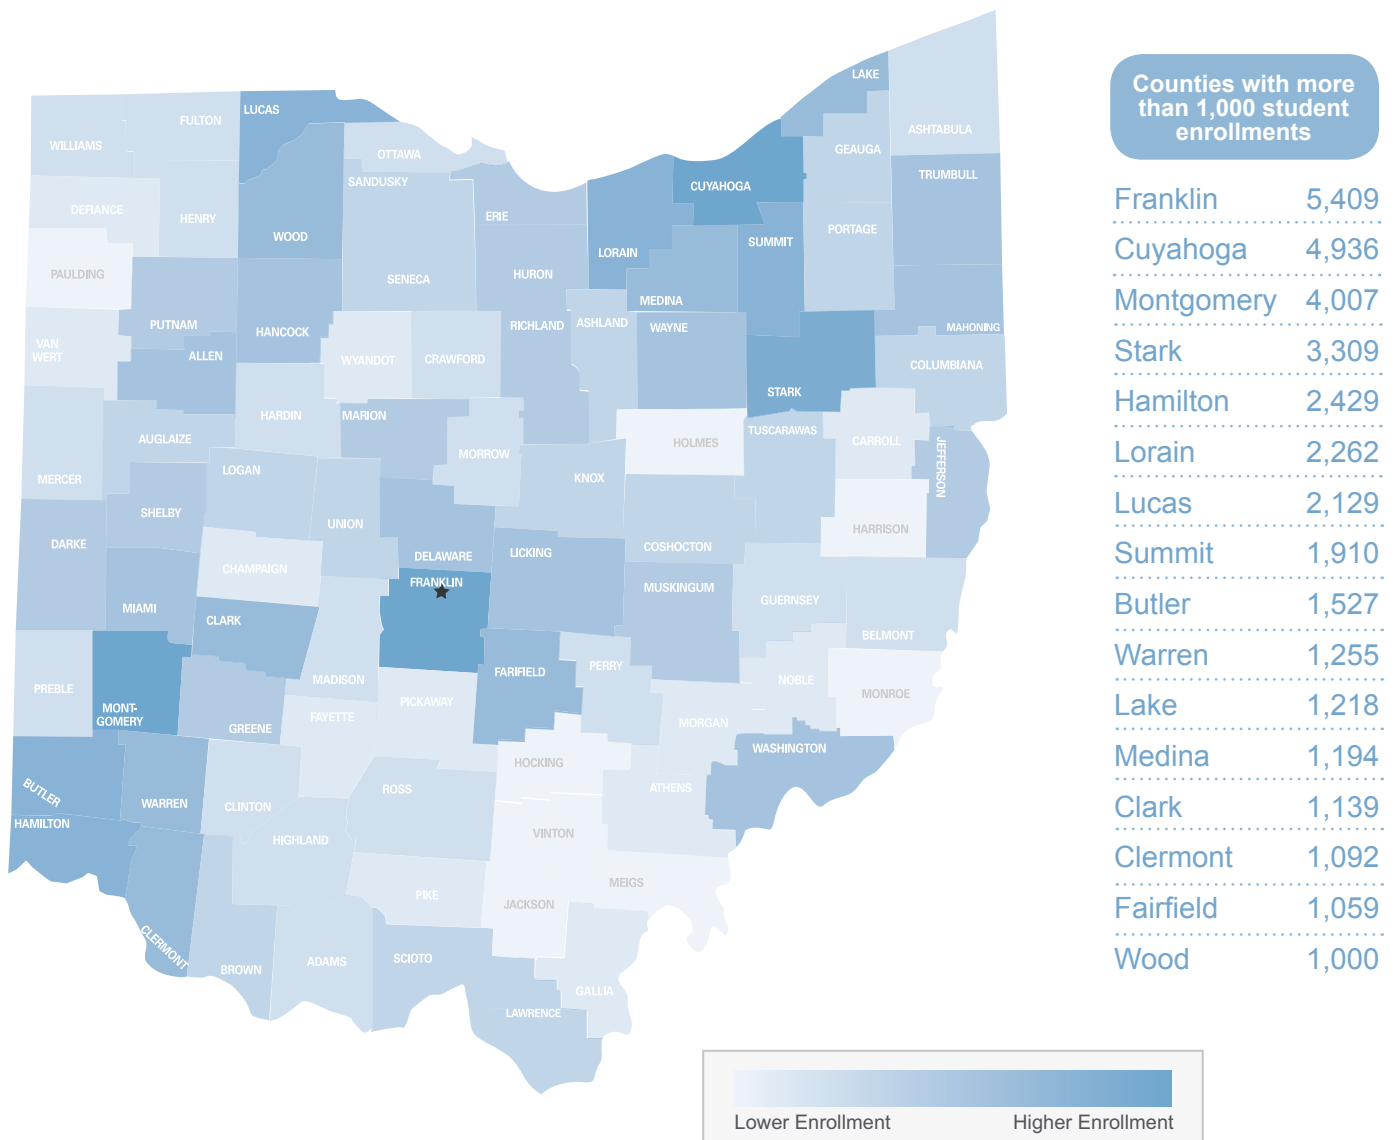 LAKE
LUCAS
FULTON
ASHTABULA
WILLIAMS
GEAUGA
OTTAWA
TRUMBULL
SANDUSKY
CUYAHOGA
DEFIANCE
HENRY
ERIE
PORTAGE
WOOD
SUMMIT
LORAIN
PAULDING
HURON
SENECA
MEDINA
PUTNAM
HANCOCK
RICHLAND
ASHLAND
WAYNE
MAHONING
VAN
WERT
ALLEN
WYANDOT
CRAWFORD
COLUMBIANA
STARK
HARDIN
MARION
TUSCARAWAS
AUGLAIZE
HOLMES
CARROLL
MORROW
JEFFERSON
LOGAN
MERCER
KNOX
SHELBY
UNION
HARRISON
DARKE
DELAWARE
LICKING
COSHOCTON
CHAMPAIGN
FRANKLIN
MUSKINGUM
GUERNSEY
MIAMI
CLARK
BELMONT
PERRY
FARIFIELD
MADISON
NOBLE
PREBLE
MONROE
PICKAWAY
MONT-
GOMERY
FAYETTE
MORGAN
GREENE
WASHINGTON
HOCKING
BUTLER
ROSS
ATHENS
WARREN
CLINTON
HAMILTON
VINTON
HIGHLAND
MEIGS
PIKE
JACKSON
CLERMONT
SCIOTO
ADAMS
BROWN
GALLIA
LAWRENCE
Counties with more
than 1,000 student
enrollments
Franklin 5,409
Cuyahoga 4,936
Montgomery 4,007
Stark 3,309
Hamilton 2,429
Lorain 2,262
Lucas 2,129
Summit 1,910
Butler 1,527
Warren 1,255
Lake 1,218
Medina 1,194
Clark 1,139
Clermont 1,092
Fairfield 1,059
Wood 1,000
Lower Enrollment Higher Enrollment